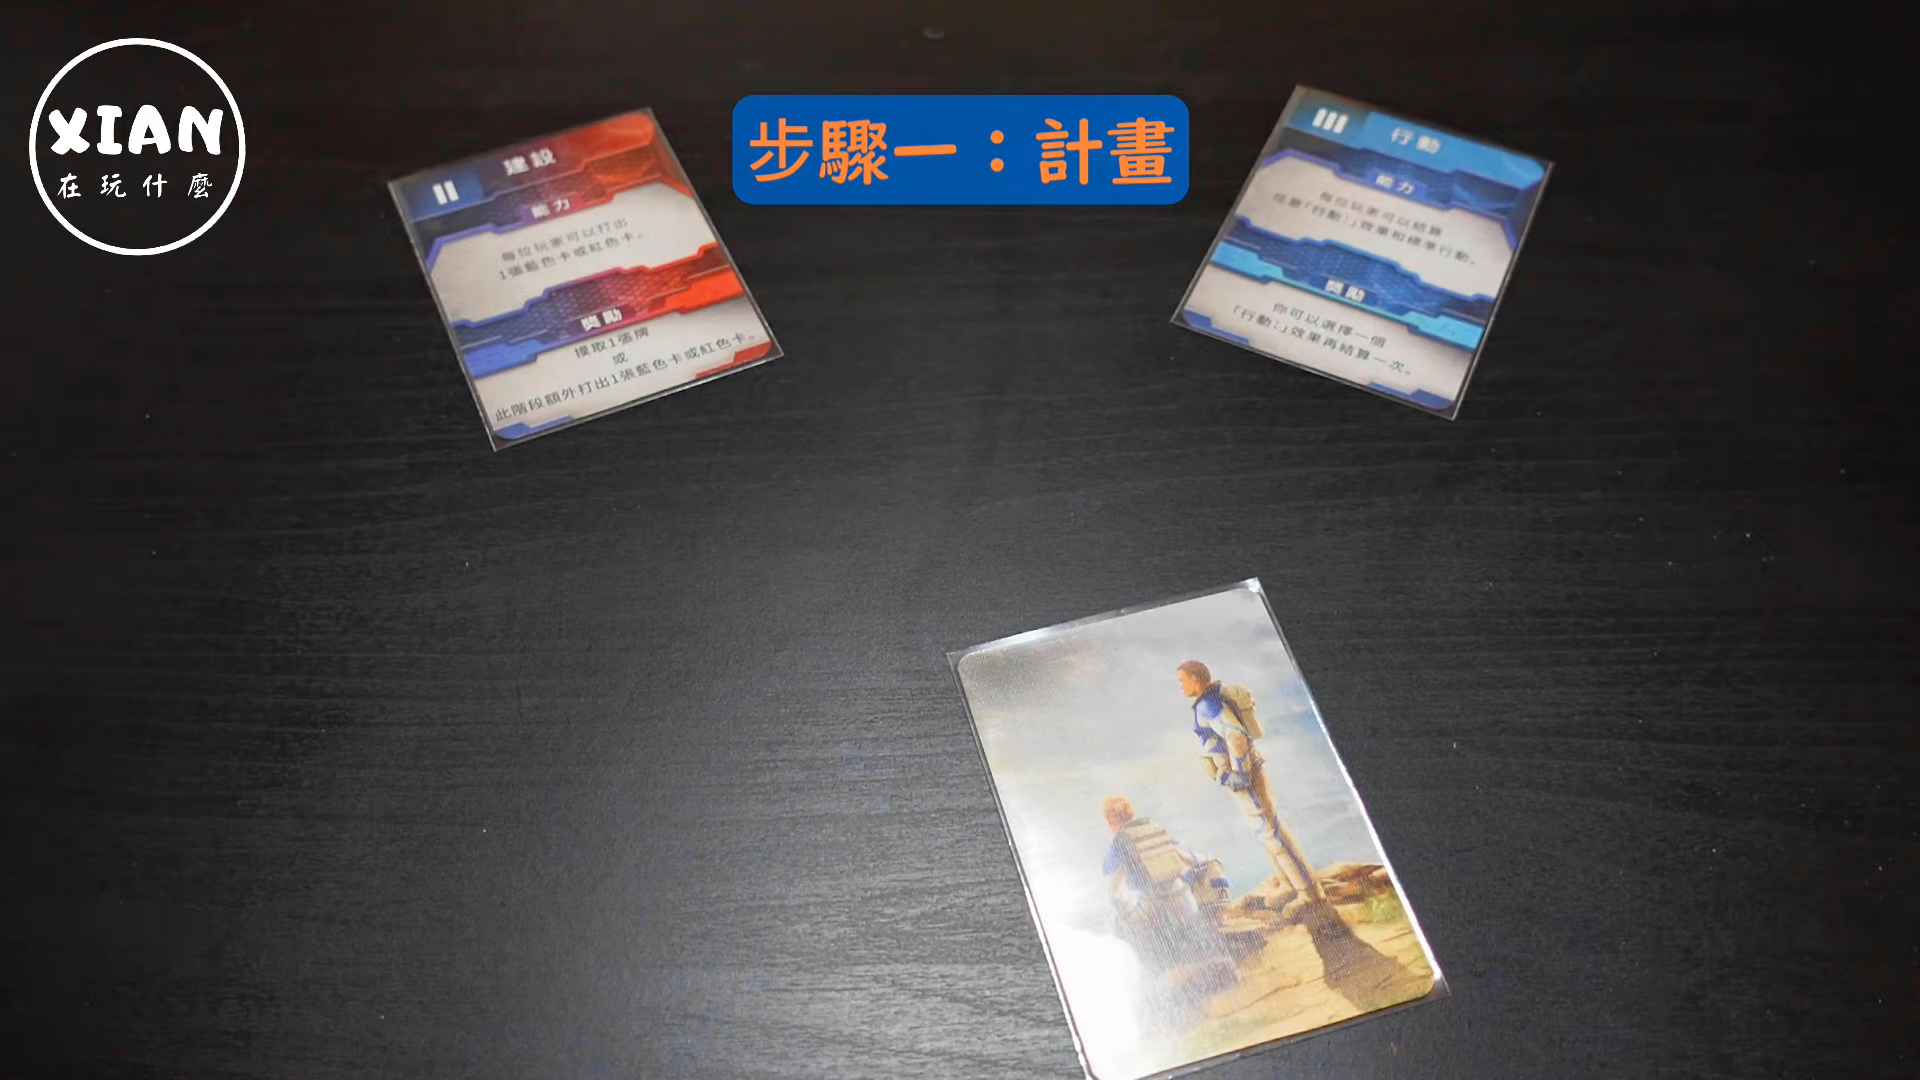 XIAN
在玩什麼
步驟一：計畫
II
建設
能力
每位玩家可以打出
1張藍色卡或紅色卡。
獎勵
摸取1張牌
或
此階段額外打出1張藍色卡或紅色卡。
III
行動
能力
每位玩家可以結算
任意「行動：」效果和標準行動。
獎勵
你可以選擇一個
「行動：」效果再結算一次。